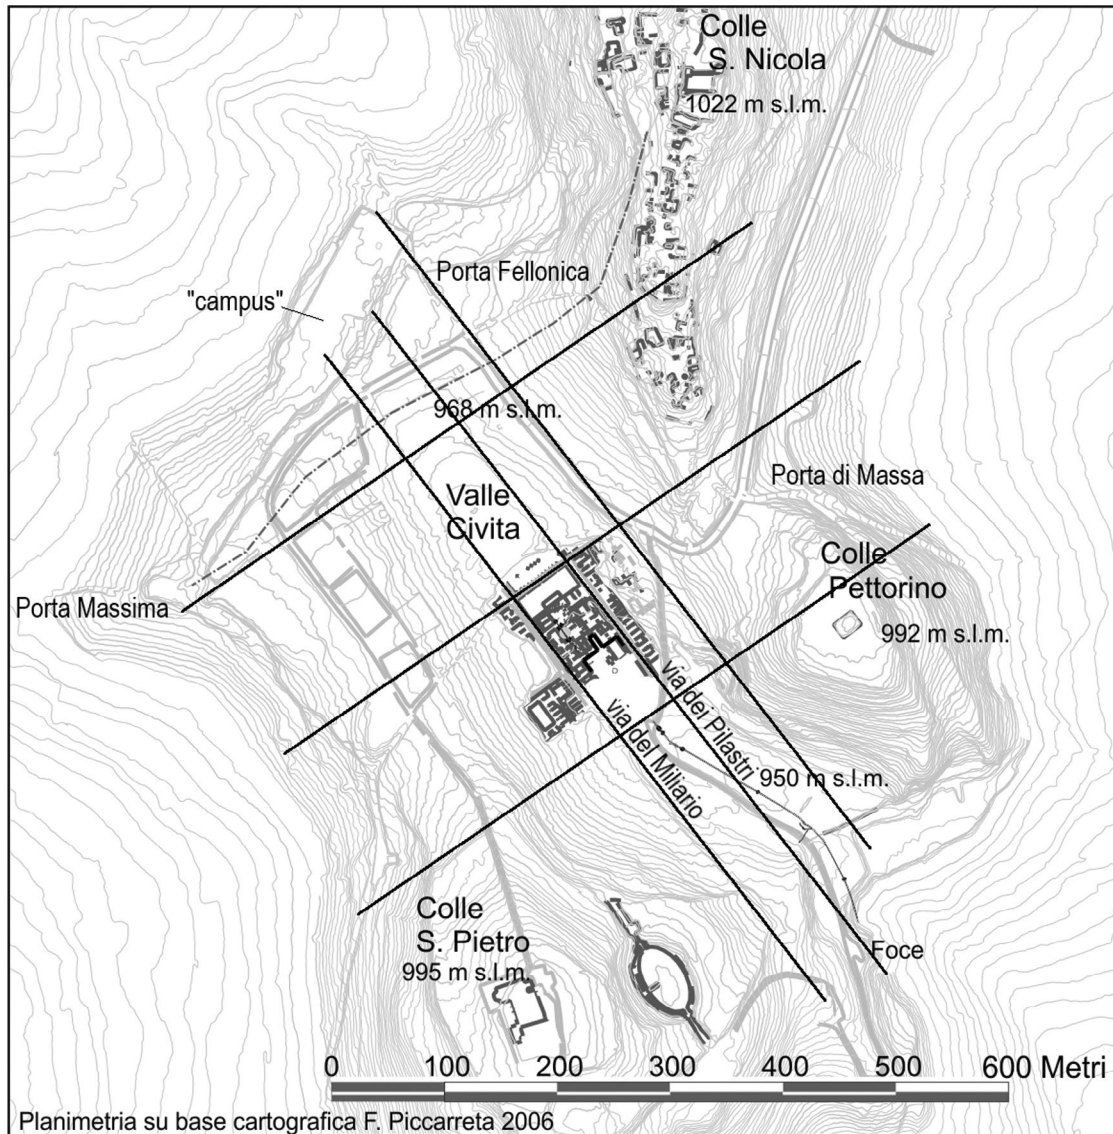 Colle
S. Nicola
1022 m s.l.m.
Porta Fellonica
"campus"
968 m s.l.m.
Porta di Massa
Valle
Civita
Colle
Pettorino
992 m s.l.m.
Porta Massima
via dei Pilastri
via del Miliario
950 m s.l.m.
Colle
S. Pietro
995 m s.l.m.
Foce
0 100 200 300 400 500 600 Metri
Planimetria su base cartografica F. Piccarreta 2006